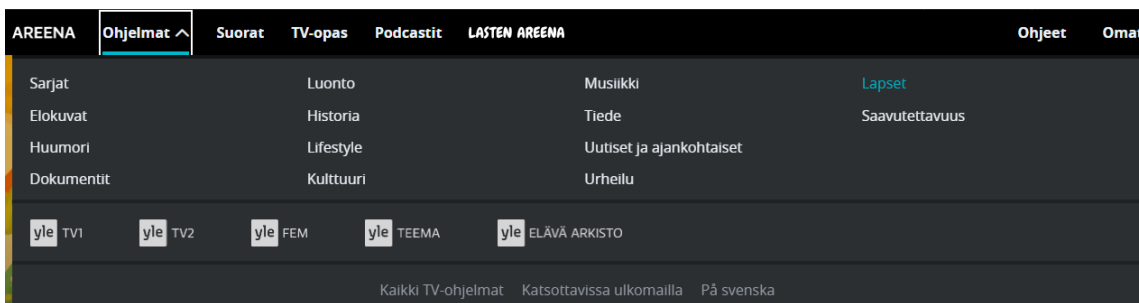 AREENA Ohjelmat Suorat TV-opas Podcastit LASTEN AREENA Ohjeet
Sarjat Luonto Musiikki Lapset
Elokuvat Historia Tiede Saavutettavuus
Huumori Lifestyle Uutiset ja ajankohtaiset
Dokumentit Kulttuuri Urheilu
yle TV1 yle TV2 yle FEM yle TEEMA yle ELÄVÄ ARKISTO
Kaikki TV-ohjelmat Katsottavissa ulkomailla På svenska